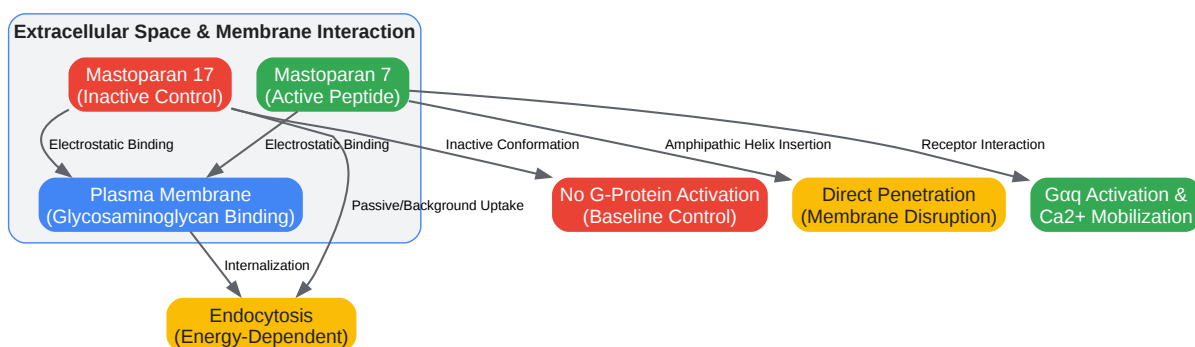 Extracellular Space & Membrane Interaction
Mastoparan 17
(Inactive Control)
Mastoparan 7
(Active Peptide)
Electrostatic Binding
Electrostatic Binding
Inactive Conformation
Amphipathic Helix Insertion
Receptor Interaction
Plasma Membrane
(Glycosaminoglycan Binding)
Passive/Background Uptake
No G-Protein Activation
(Baseline Control)
Direct Penetration
(Membrane Disruption)
Gαq Activation &
Ca2+ Mobilization
Internalization
Endocytosis
(Energy-Dependent)